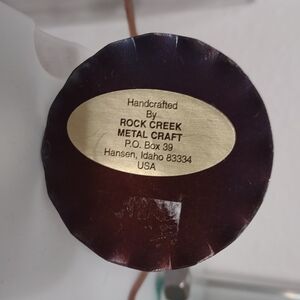 Handcrafted
By
ROCK CREEK
METAL CRAFT
P.O. Box 39
Hansen, Idaho 83334
USA